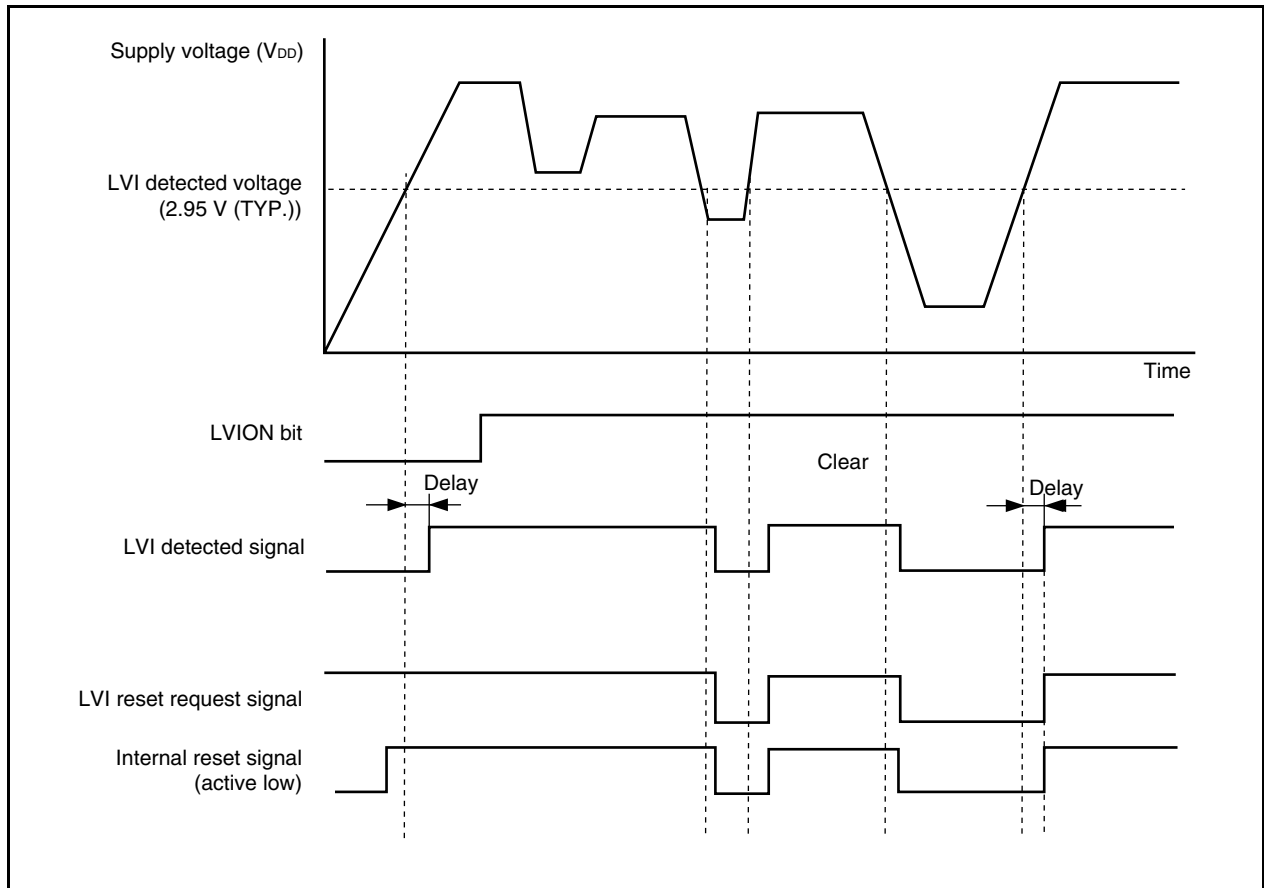 Supply voltage (VDD)
LVI detected voltage
(2.95 V (TYP.))
Time
LVION bit
Clear
Delay
Delay
LVI detected signal
LVI reset request signal
Internal reset signal
(active low)